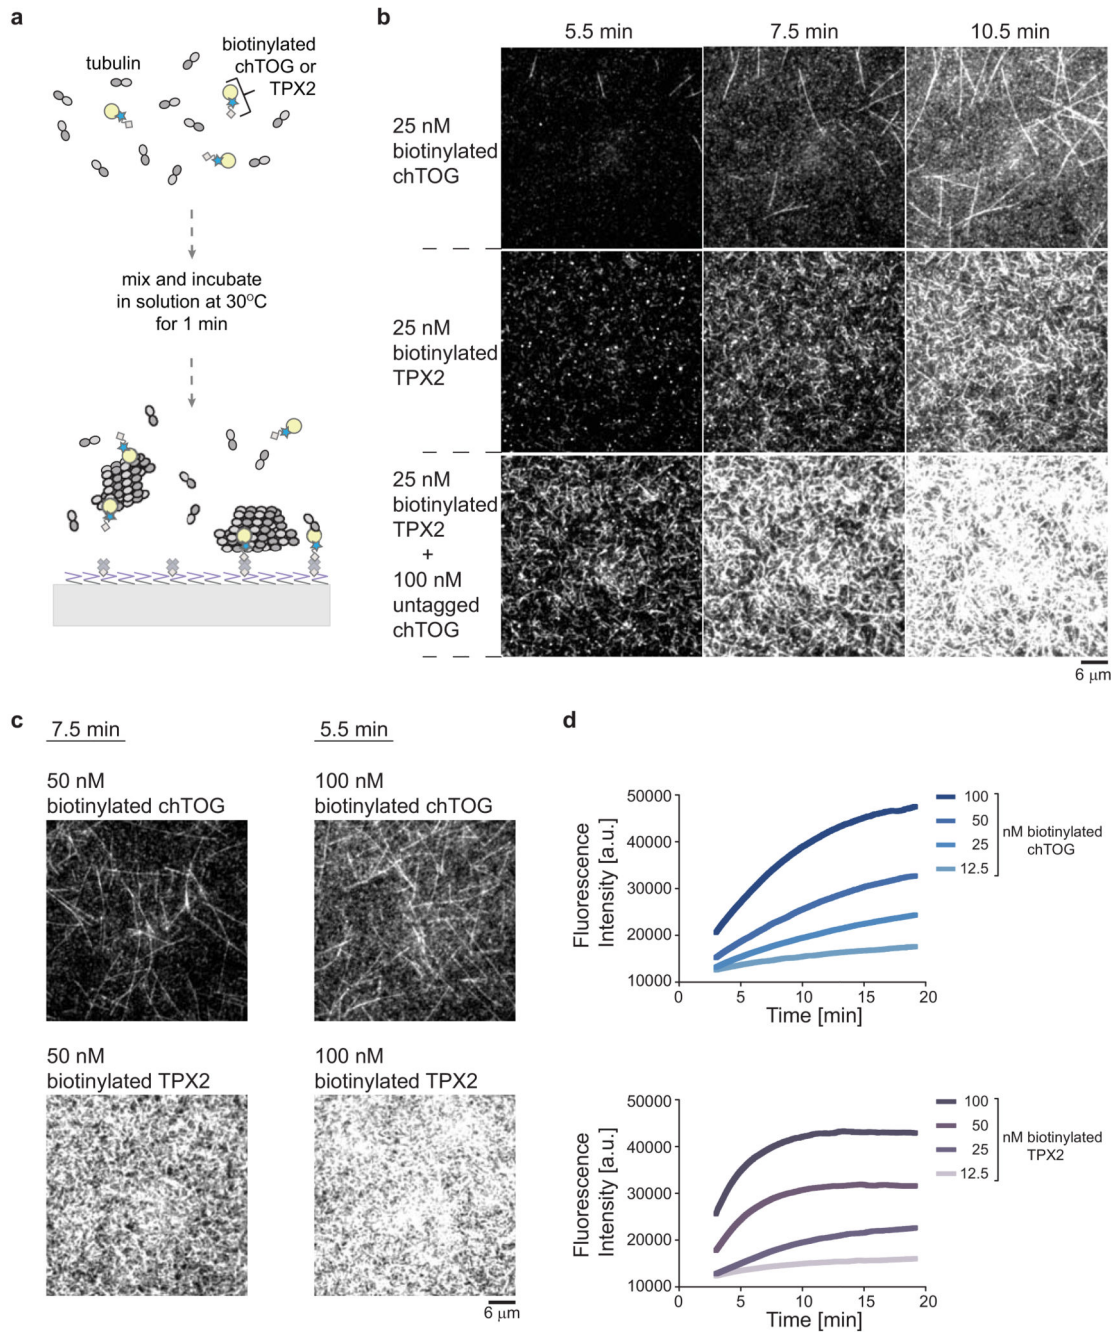 a
tubulin
biotinylated
chTOG or
TPX2
mix and incubate
in solution at 30°C
for 1 min
b
5.5 min
7.5 min
10.5 min
25 nM
biotinylated
chTOG
25 nM
biotinylated
TPX2
25 nM
biotinylated
TPX2
+
100 nM
untagged
chTOG
6 μm
c
7.5 min
5.5 min
50 nM
biotinylated chTOG
100 nM
biotinylated chTOG
50 nM
biotinylated TPX2
100 nM
biotinylated TPX2
6 μm
d
Fluorescence
Intensity [a.u.]
50000
40000
30000
20000
10000
0
5
10
15
20
Time [min]
100
50
25
12.5
nM biotinylated
chTOG
Fluorescence
Intensity [a.u.]
50000
40000
30000
20000
10000
0
5
10
15
20
Time [min]
100
50
25
12.5
nM biotinylated
TPX2